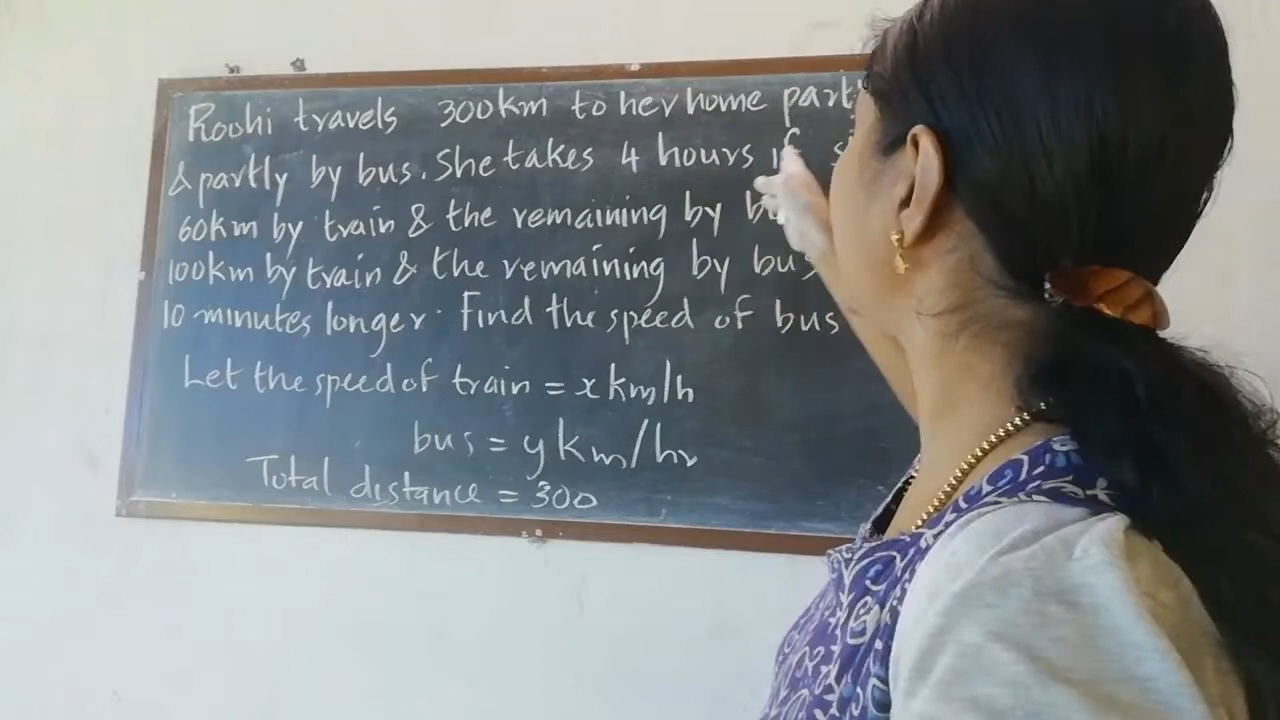 Roohi travels 300km to her home
& partly by bus. She takes 4 hours if
60km by train & the remaining by
100km by train & the remaining by bus
10 minutes longer. Find the speed of bus
Let the speed of train = x km/h
bus = y km/hr
Total distance = 300